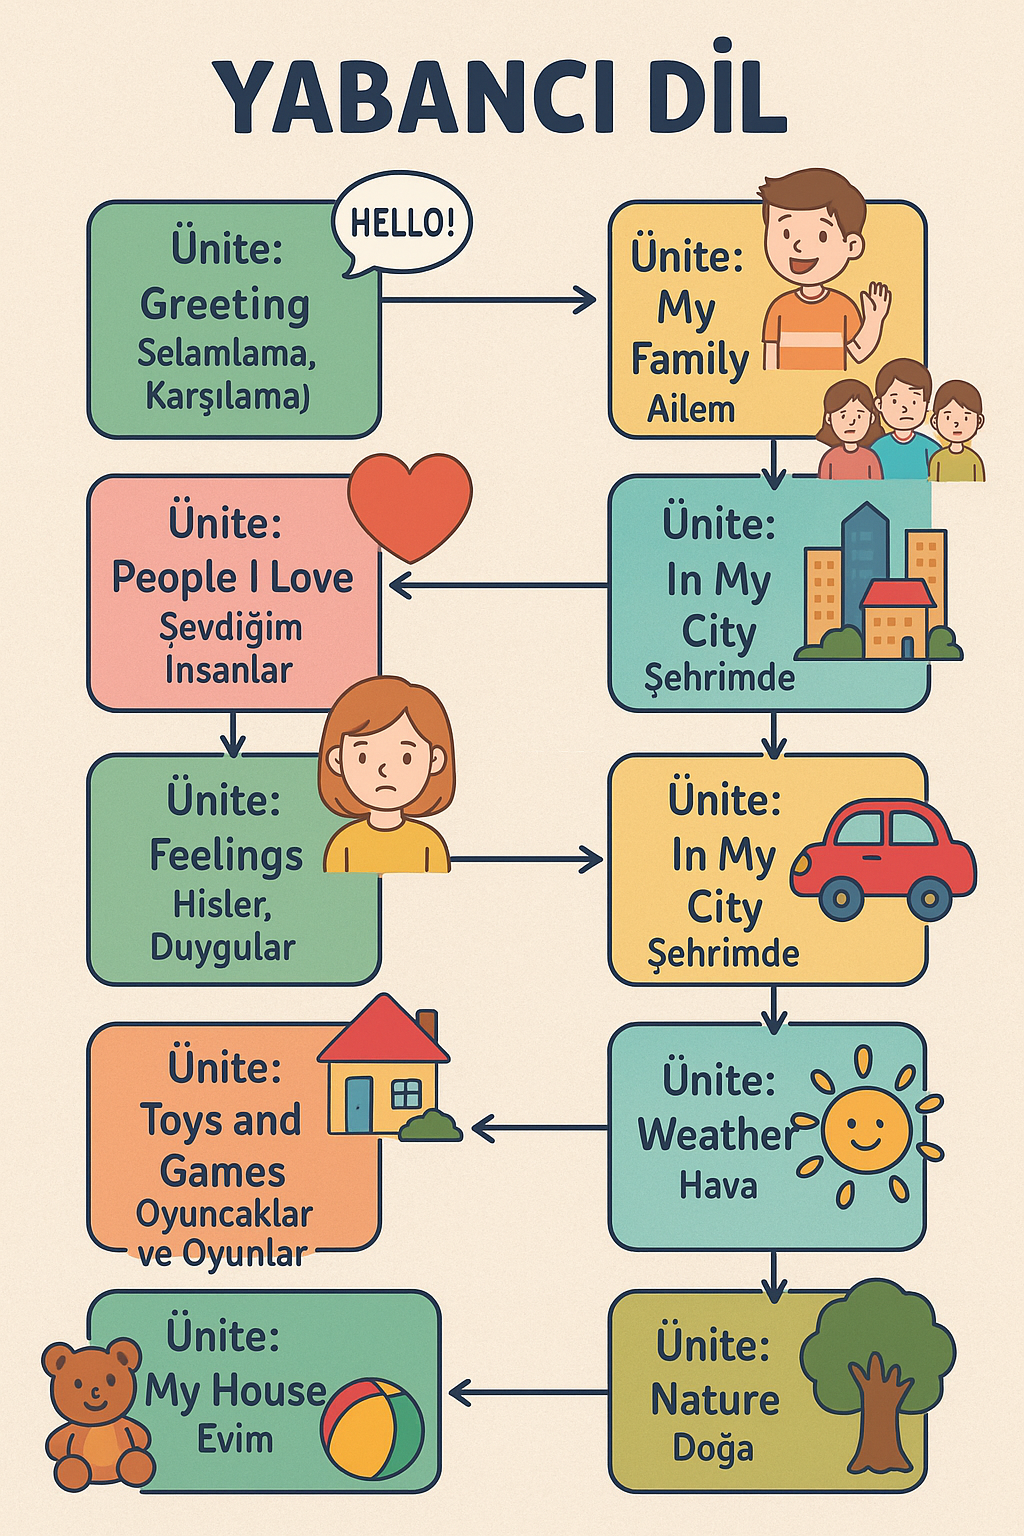 YABANCI DİL
Ünite:
Greeting
Selamlama,
Karşılama)
HELLO!
Ünite:
My
Family
Ailem
Ünite:
People I Love
Şevdiğim
Insanlar
Ünite:
In My
City
Şehrimde
Ünite:
Feelings
Hisler,
Duygular
Ünite:
In My
City
Şehrimde
Ünite:
Toys and
Games
Oyuncaklar
ve Oyunlar
Ünite:
Weather
Hava
Ünite:
My House
Evim
Ünite:
Nature
Doğa